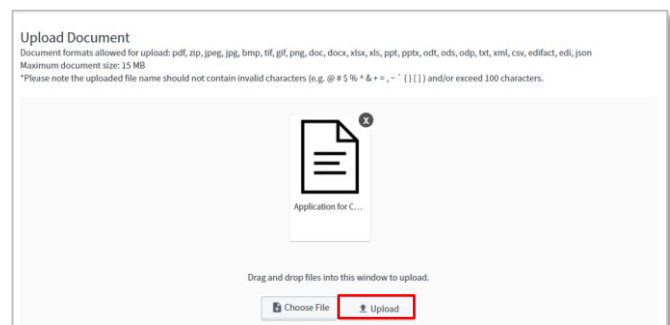 Upload Document
Document formats allowed for upload: pdf, zip, jpeg, jpg, bmp, tif, gif, png, doc, docx, xlsx, xls, ppt, pptx, odt, ods, odp, txt, xml, csv, edifact, edi, json
Maximum document size: 15 MB
*Please note the uploaded file name should not contain invalid characters (e.g. @ # $ % ^ & + = , ~ ` { } [ ] ) and/or exceed 100 characters.
X
Application for C...
Drag and drop files into this window to upload.
Choose File
Upload